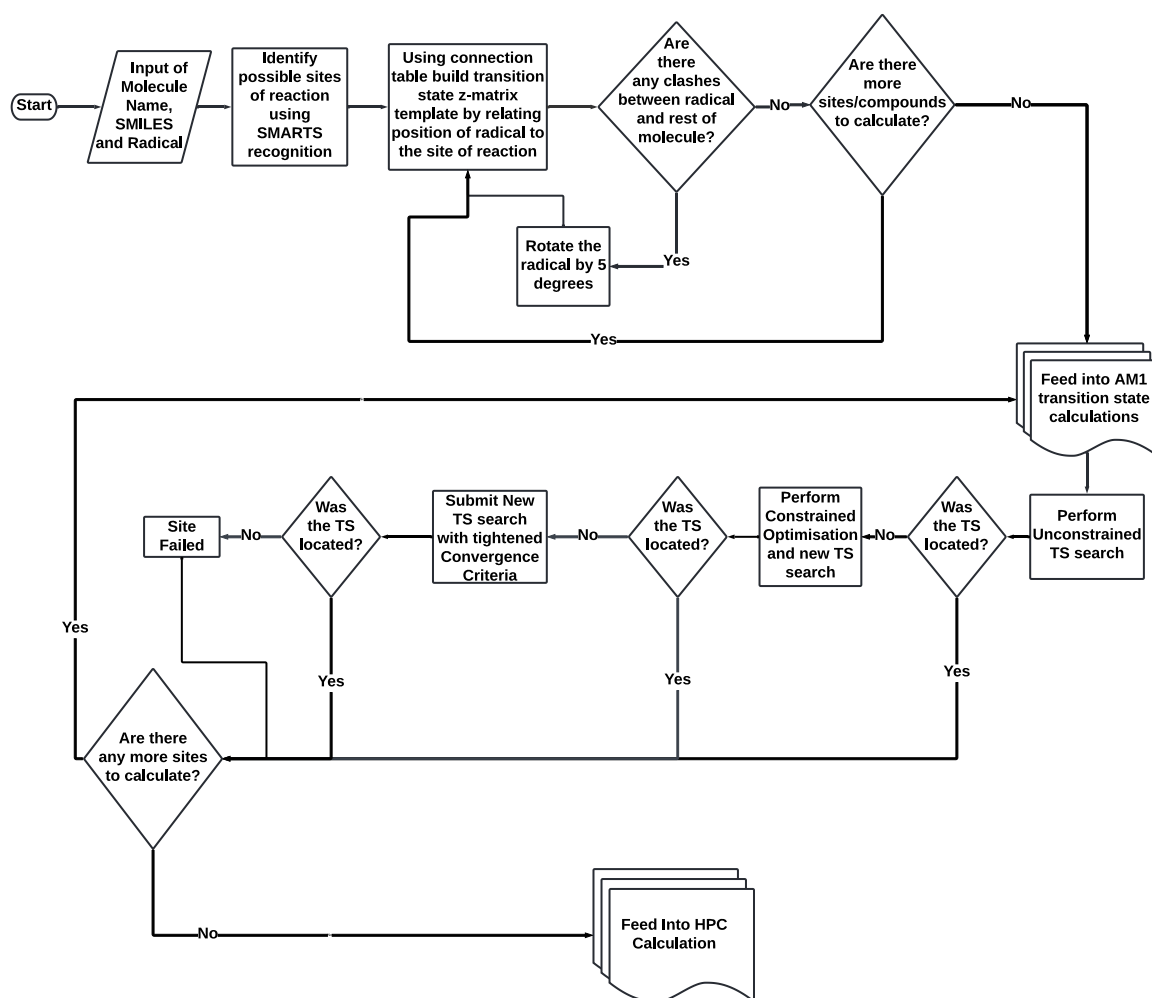 Start
Input of
Molecule
Name,
SMILES
and Radical
Identify
possible sites
of reaction
using
SMARTS
recognition
Using connection
table build transition
state z-matrix
template by relating
position of radical to
the site of reaction
Are
there
any clashes
between radical
and rest of
molecule?
No
Are there
more
sites/compounds
to calculate?
No
Rotate the
radical by 5
degrees
Yes
Yes
Feed into AM1
transition state
calculations
Site
Failed
No
Was
the TS
located?
Submit New
TS search
with tightened
Convergence
Criteria
No
Was
the TS
located?
Perform
Constrained
Optimisation
and new TS
search
No
Was
the TS
located?
Perform
Unconstrained
TS search
Yes
Yes
Yes
Yes
Are there
any more sites
to calculate?
No
Feed Into HPC
Calculation